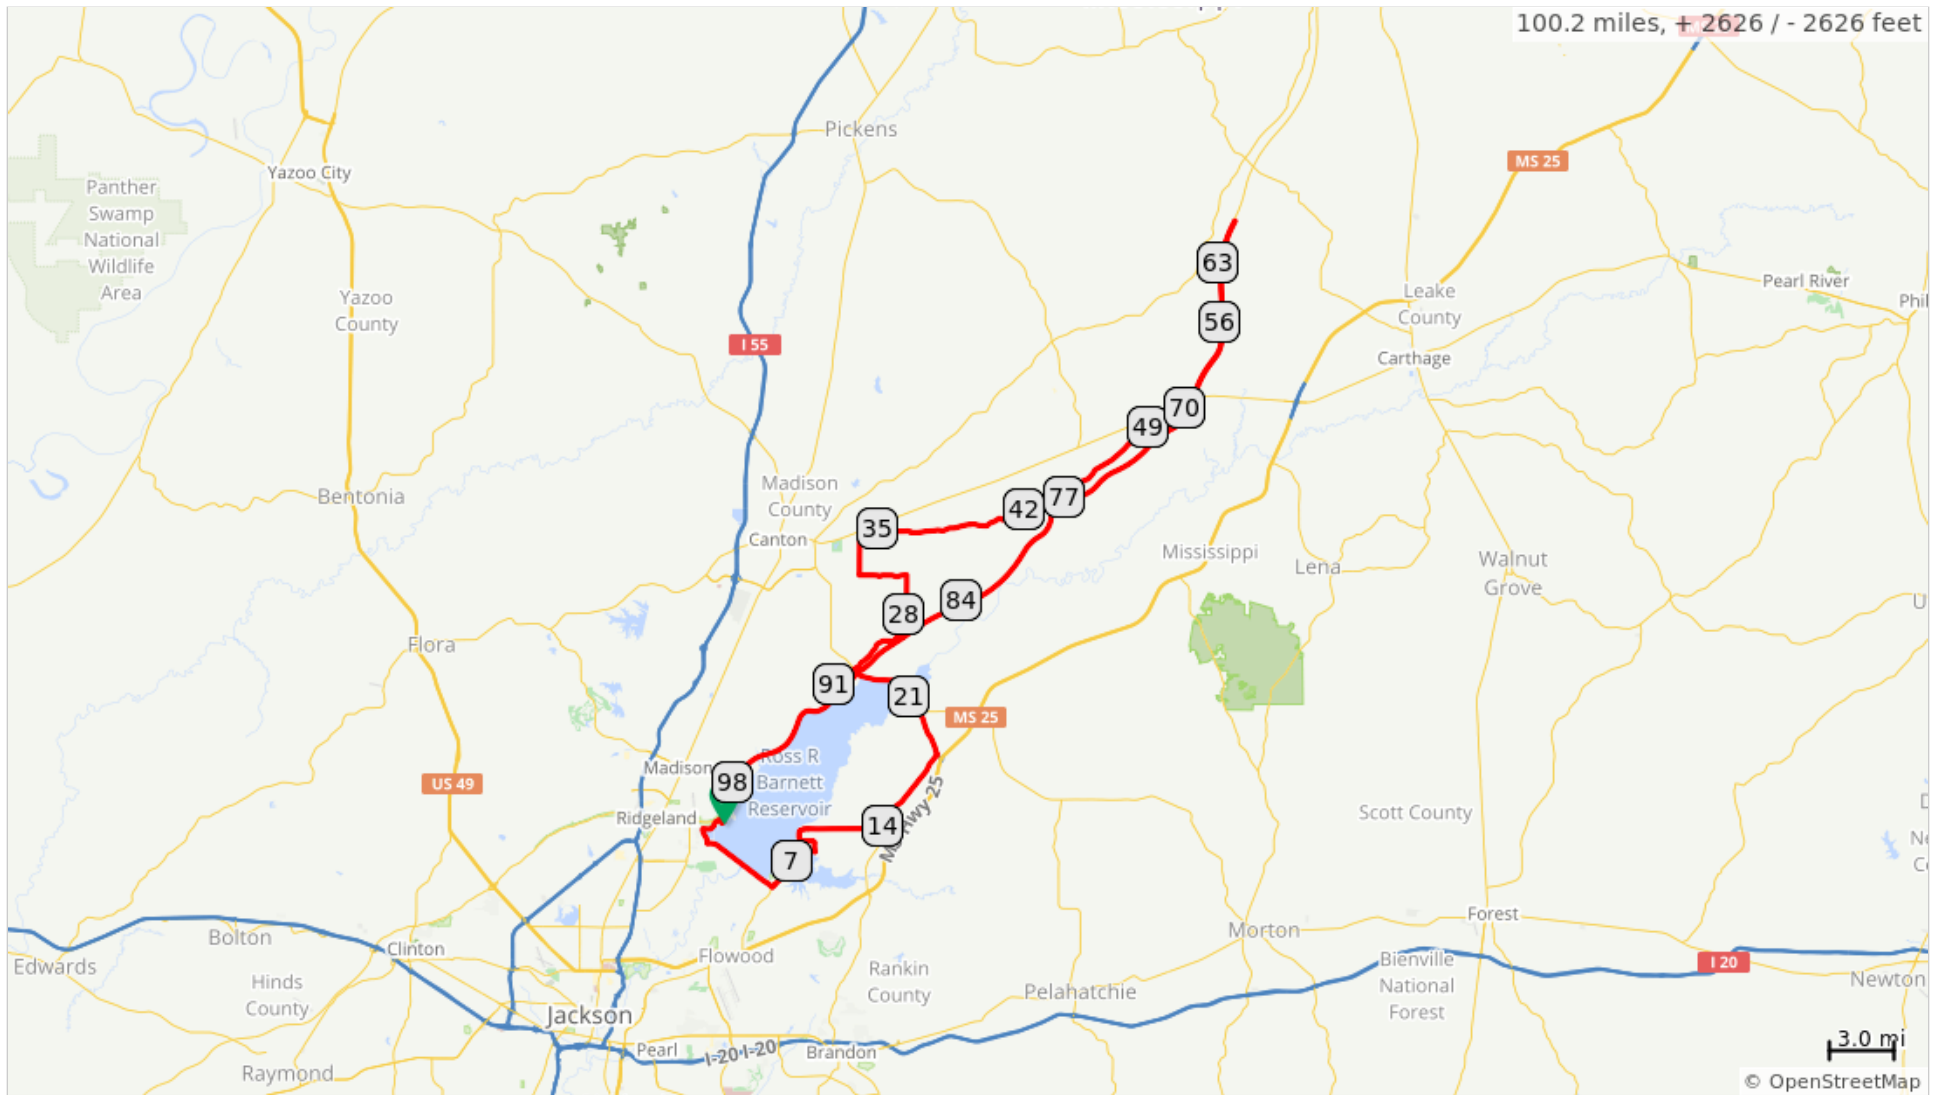 100.2 miles, + 2626 / - 2626 feet
Pickens
MS 25
Yazoo City
Panther
Swamp
National
Wildlife
Area
63
Pearl River
Leake
County
Yazoo
County
56
I 55
Carthage
70
49
Madison
County
Bentonia
77
42
35
Canton
Mississippi
Lena
Walnut
Grove
84
28
Flora
91
21
MS 25
Ross R
Barnett
Reservoir
Madison
98
US 49
Ridgeland
Scott County
14
7
Forest
Morton
Bolton
Clinton
Edwards
Flowood
Hinds
County
Rankin
County
Bienville
National
Forest
I 20
Newton
Pelahatchie
Jackson
Pearl
I-20 I-20
Brandon
Raymond
3.0 mi
© OpenStreetMap